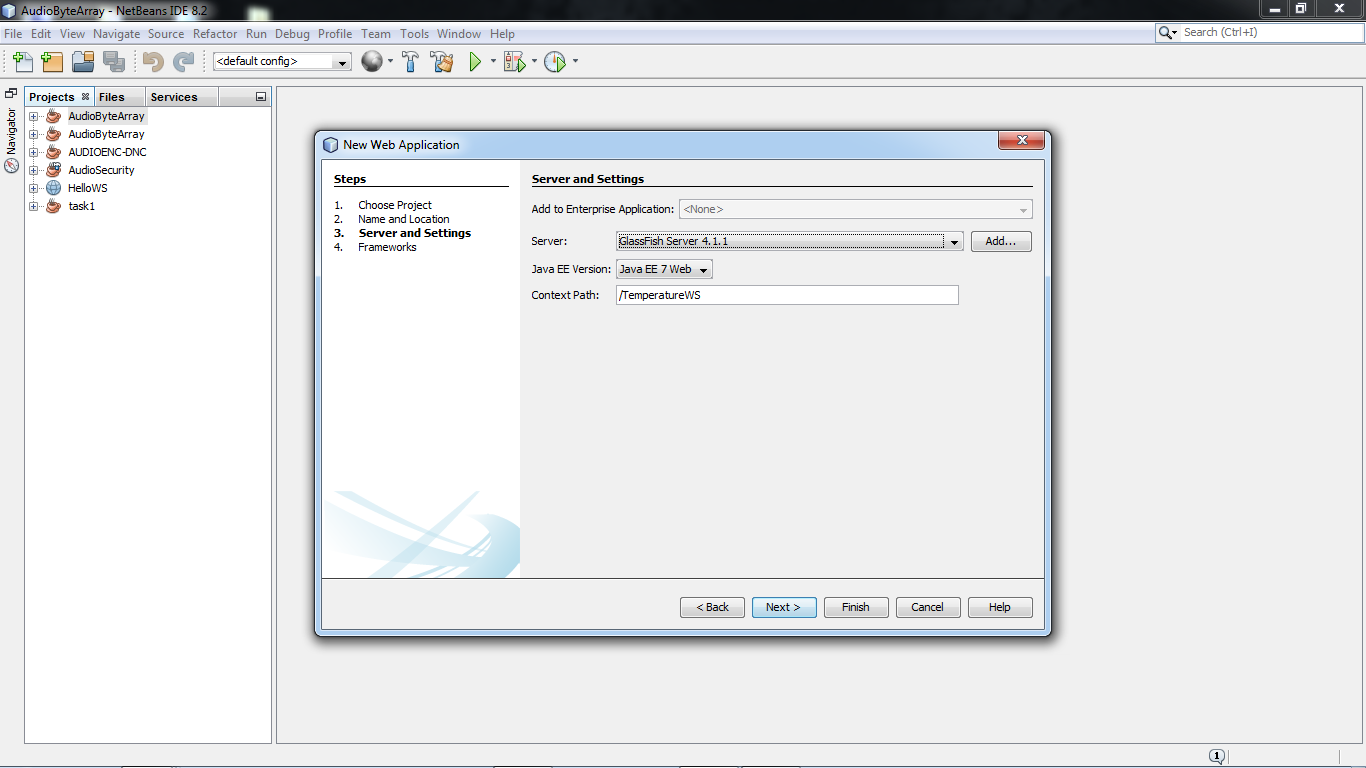 AudioByteArray - NetBeans IDE 8.2
File Edit View Navigate Source Refactor Run Debug Profile Team Tools Window Help
Search (Ctrl+I)
<default config>
Projects Files Services
Navigator
AudioByteArray
AudioByteArray
AUDIOENC-DNC
AudioSecurity
HelloWS
task1
New Web Application
Steps
1. Choose Project
2. Name and Location
3. Server and Settings
4. Frameworks
Server and Settings
Add to Enterprise Application: <None>
Server: GlassFish Server 4.1.1 Add...
Java EE Version: Java EE 7 Web
Context Path: /TemperatureWS
< Back Next > Finish Cancel Help
1